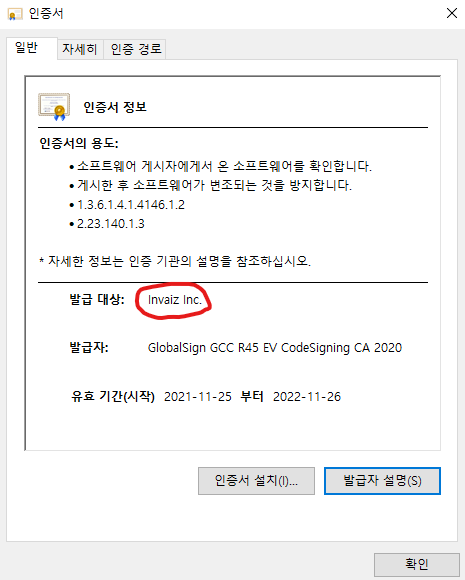 인증서
일반 자세히 인증 경로
인증서 정보
인증서의 용도:
• 소프트웨어 게시자에게서 온 소프트웨어를 확인합니다.
• 게시한 후 소프트웨어가 변조되는 것을 방지합니다.
• 1.3.6.1.4.1.4146.1.2
• 2.23.140.1.3
* 자세한 정보는 인증 기관의 설명을 참조하십시오.
발급 대상: Invaiz Inc.
발급자: GlobalSign GCC R45 EV CodeSigning CA 2020
유효 기간(시작) 2021-11-25 부터 2022-11-26
인증서 설치(I)... 발급자 설명(S)
확인